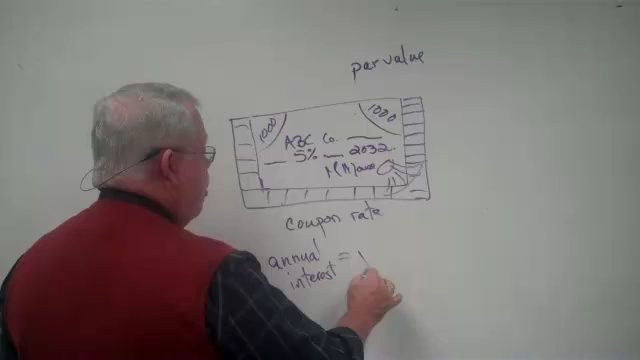 par value
1000 1000
ABC Co.
5% 2032
coupon rate
annual
interest =